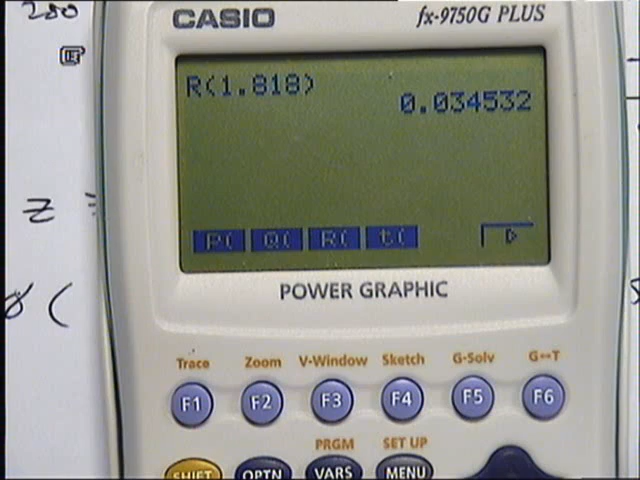 280
CASIO
fx-9750G PLUS
R(1.818)
0.034532
Z
P( Q( R( t(
POWER GRAPHIC
Trace Zoom V-Window Sketch G-Solv G↔T
F1 F2 F3 F4 F5 F6
PRGM SET UP
SHIFT OPTN VARS MENU